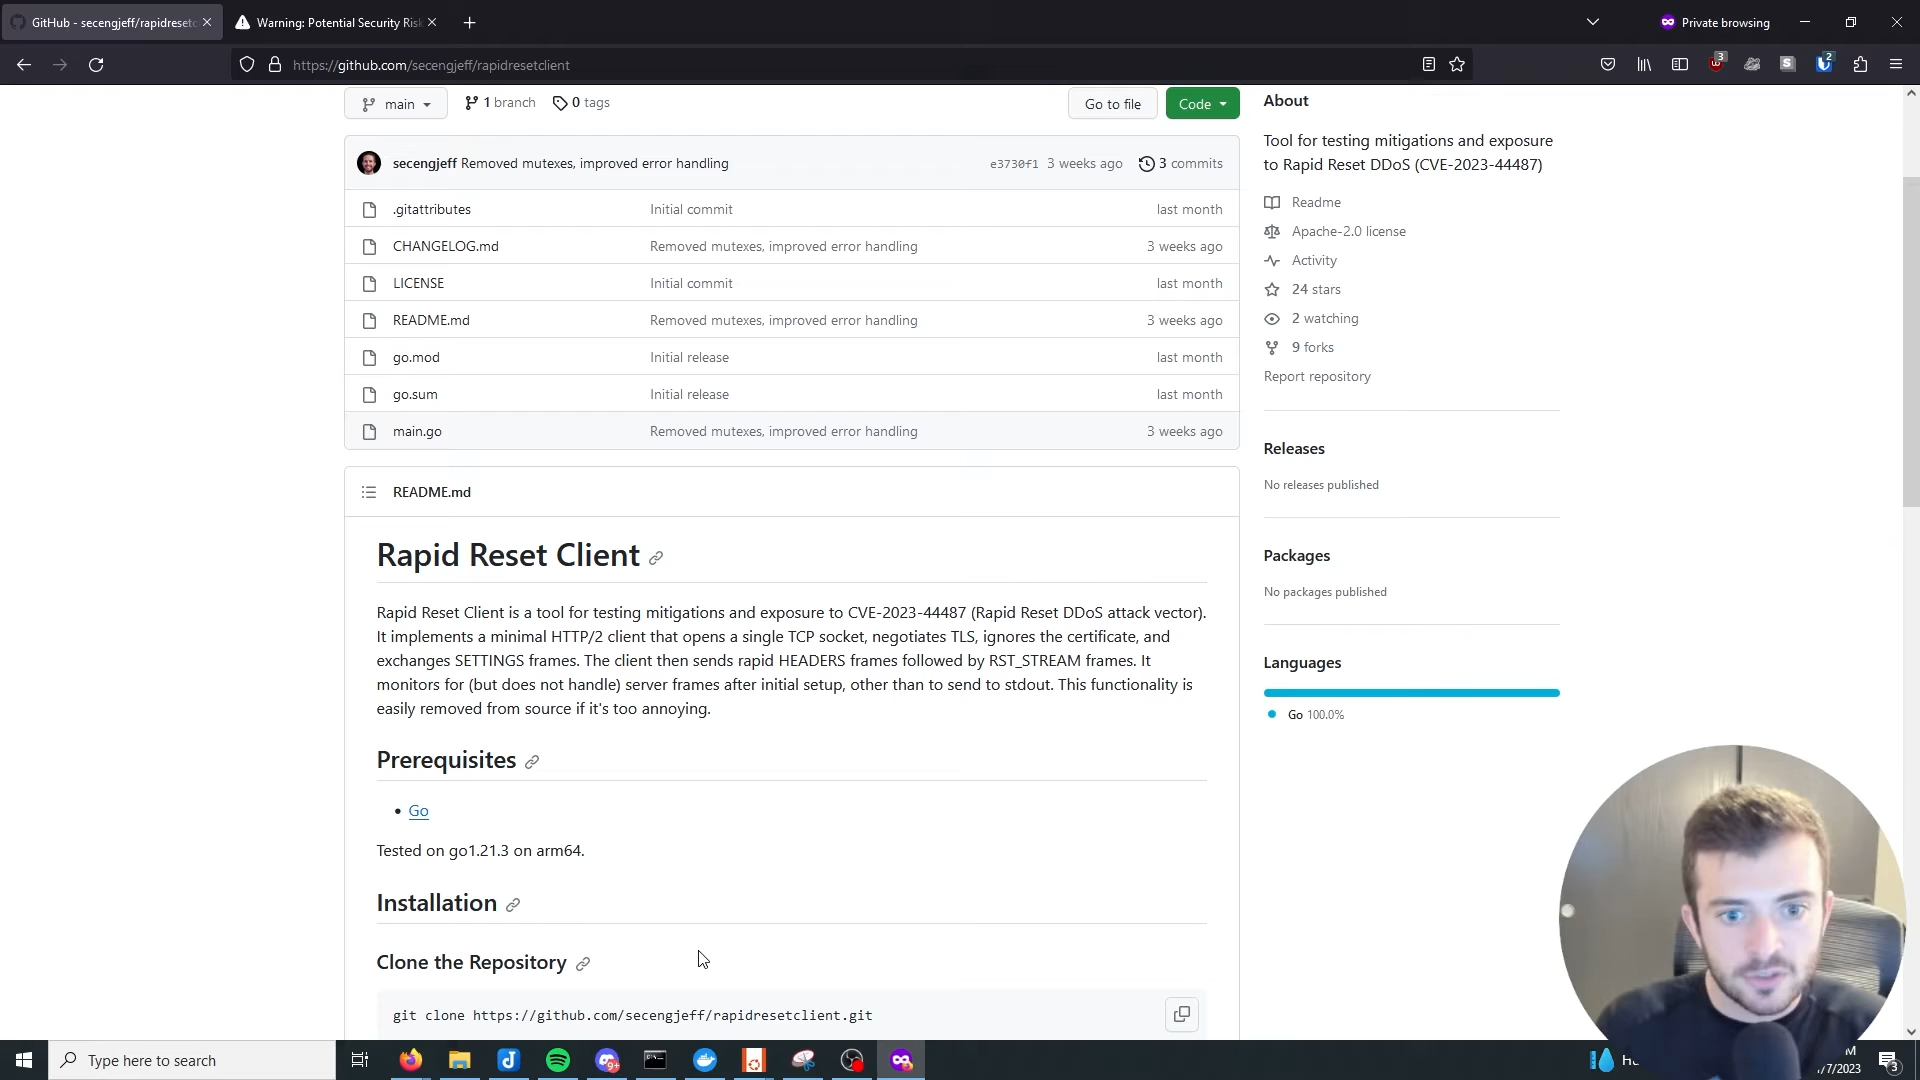 GitHub - secengjeff/rapidreset
Warning: Potential Security Ris
Private browsing
https://github.com/secengjeff/rapidresetclient
3
S
2
main
1 branch
0 tags
Go to file
Code
About
Tool for testing mitigations and exposure
to Rapid Reset DDoS (CVE-2023-44487)
secengjeff Removed mutexes, improved error handling
e3730f1 3 weeks ago
3 commits
.gitattributes
Initial commit
last month
Readme
CHANGELOG.md
Removed mutexes, improved error handling
3 weeks ago
Apache-2.0 license
Activity
LICENSE
Initial commit
last month
24 stars
README.md
Removed mutexes, improved error handling
3 weeks ago
2 watching
go.mod
Initial release
last month
9 forks
Report repository
go.sum
Initial release
last month
main.go
Removed mutexes, improved error handling
3 weeks ago
Releases
No releases published
README.md
Rapid Reset Client
Packages
No packages published
Rapid Reset Client is a tool for testing mitigations and exposure to CVE-2023-44487 (Rapid Reset DDoS attack vector).
It implements a minimal HTTP/2 client that opens a single TCP socket, negotiates TLS, ignores the certificate, and
exchanges SETTINGS frames. The client then sends rapid HEADERS frames followed by RST_STREAM frames. It
monitors for (but does not handle) server frames after initial setup, other than to send to stdout. This functionality is
easily removed from source if it's too annoying.
Languages
Go 100.0%
Prerequisites
Go
Tested on go1.21.3 on arm64.
Installation
Clone the Repository
git clone https://github.com/secengjeff/rapidresetclient.git
Type here to search
9+
M
1/7/2023
3